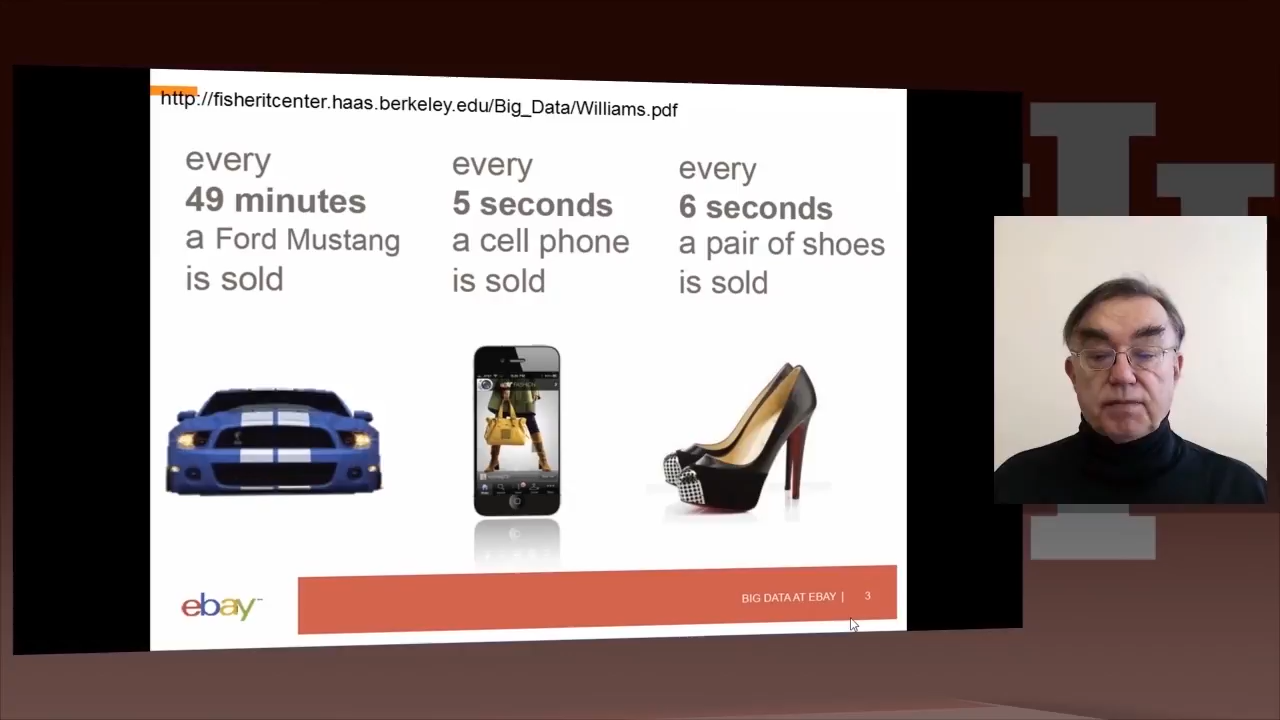 http://fisheritcenter.haas.berkeley.edu/Big_Data/Williams.pdf
every
49 minutes
a Ford Mustang
is sold
every
5 seconds
a cell phone
is sold
every
6 seconds
a pair of shoes
is sold
ebay
BIG DATA AT EBAY | 3